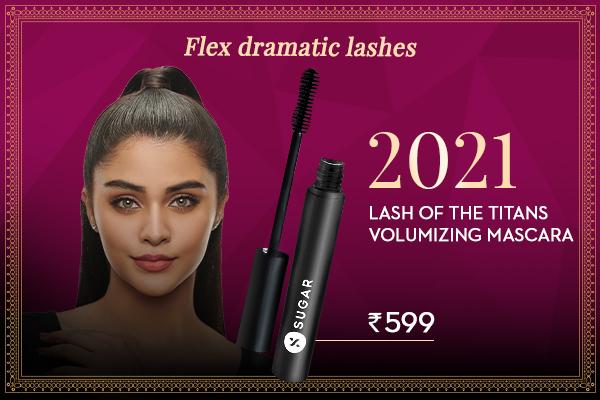 Flex dramatic lashes
2021
LASH OF THE TITANS
VOLUMIZING MASCARA
SUGAR
₹599